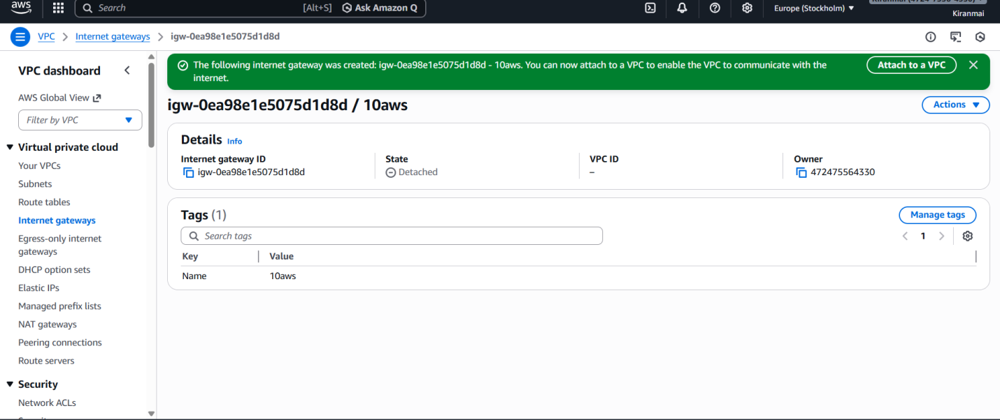 aws
Search [Alt+S] Ask Amazon Q Europe (Stockholm)
Kiranmai
VPC Internet gateways igw-0ea98e1e5075d1d8d
VPC dashboard
AWS Global View
Filter by VPC
Virtual private cloud
Your VPCs
Subnets
Route tables
Internet gateways
Egress-only internet
gateways
DHCP option sets
Elastic IPs
Managed prefix lists
NAT gateways
Peering connections
Route servers
Security
Network ACLs
The following internet gateway was created: igw-0ea98e1e5075d1d8d - 10aws. You can now attach to a VPC to enable the VPC to communicate with the
internet.
Attach to a VPC
igw-0ea98e1e5075d1d8d / 10aws
Actions
Details Info
Internet gateway ID
igw-0ea98e1e5075d1d8d
State
Detached
VPC ID
–
Owner
472475564330
Tags (1)
Manage tags
Search tags
1
Key Value
Name 10aws